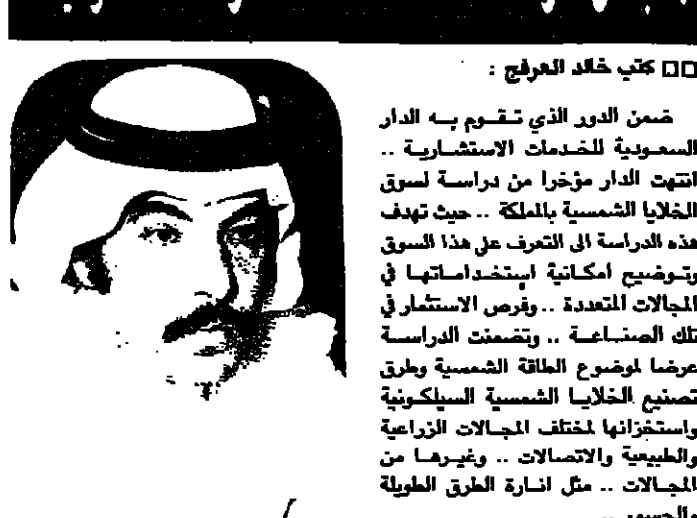 □□ كتب خالد العرفج :
ضمن الدور الذي تقوم به الدار
السعودية للخدمات الاستشارية ..
انتهت الدار مؤخرا من دراسة لسوق
الخلايا الشمسية بالمملكة .. حيث تهدف
هذه الدراسة الى التعرف على هذا السوق
وتوضيح امكانية استخداماتها في
المجالات المتعددة .. وفرص الاستثمار في
تلك الصناعة .. وتضمنت الدراسة
عرضا لموضوع الطاقة الشمسية وطرق
تصنيع الخلايا الشمسية السيلكونية
واستخزانها لمختلف المجالات الزراعية
والطبيعية والاتصالات .. وغيرها من
المجالات .. مثل انارة الطرق الطويلة